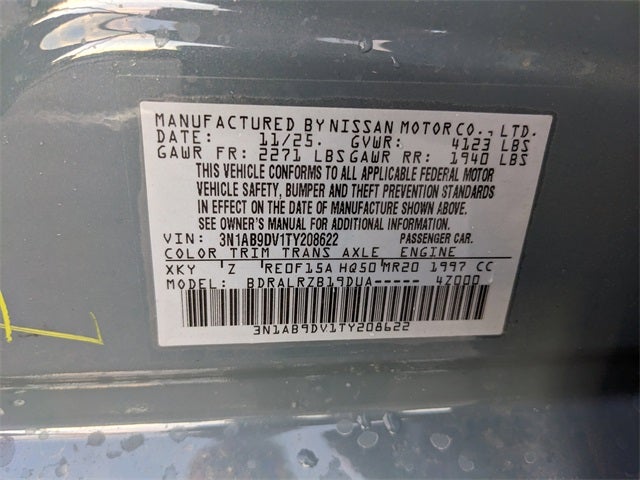 MANUFACTURED BY NISSAN MOTOR CO., LTD.
DATE: 11/25. GVWR: 4123 LBS
GAWR FR: 2271 LBS GAWR RR: 1940 LBS
THIS VEHICLE CONFORMS TO ALL APPLICABLE FEDERAL MOTOR
VEHICLE SAFETY, BUMPER AND THEFT PREVENTION STANDARDS
IN EFFECT ON THE DATE OF MANUFACTURE SHOWN ABOVE.
SEE OWNER'S MANUAL FOR ADDITIONAL INFORMATION.
VIN: 3N1AB9DV1TY208622 PASSENGER CAR.
COLOR TRIM TRANS AXLE ENGINE
XKY Z RE0F15A HQ50 MR20 1997 CC
MODEL: BDRALRZB19DUA----- 4Z000
3N1AB9DV1TY208622